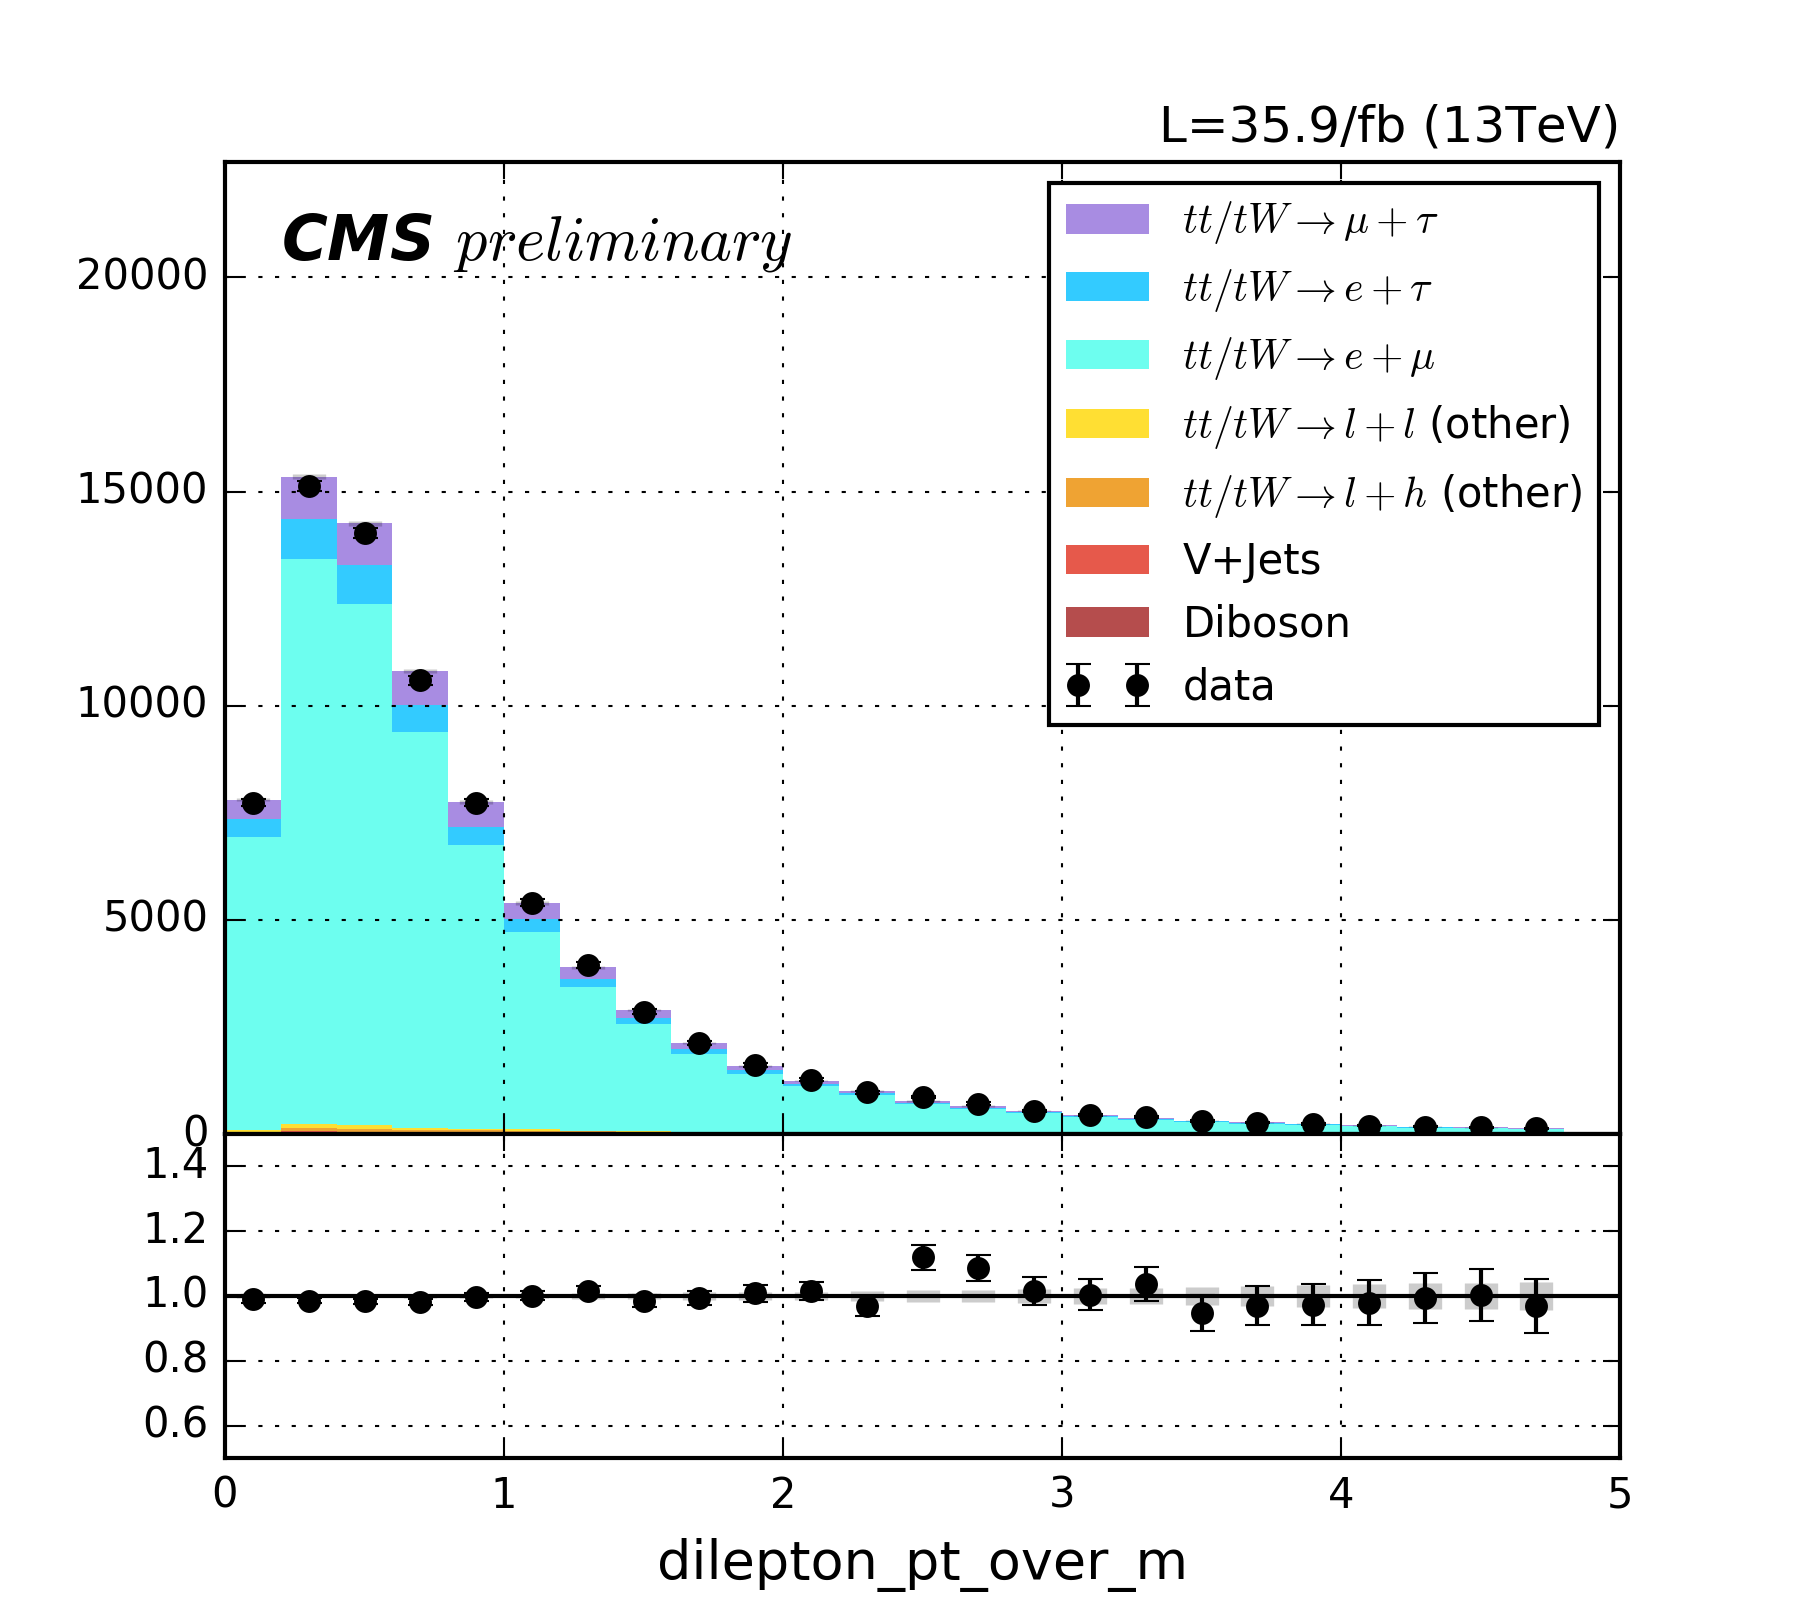 L=35.9/fb (13TeV)
CMS preliminary
tt/tW→μ+τ
tt/tW→e+τ
tt/tW→e+μ
tt/tW→l+l (other)
tt/tW→l+h (other)
V+Jets
Diboson
data
20000
15000
10000
5000
0
1.4
1.2
1.0
0.8
0.6
0 1 2 3 4 5
dilepton_pt_over_m